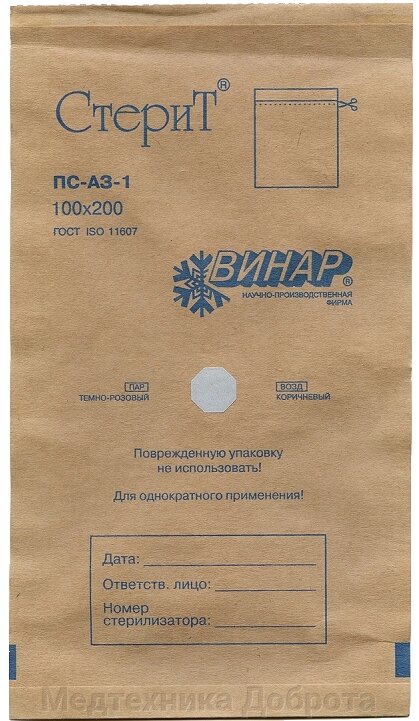 СтериТ®
ПС-АЗ-1
100х200
ГОСТ ISO 11607
ВИНАР®
НАУЧНО-ПРОИЗВОДСТВЕННАЯ
ФИРМА
ПАР
ТЕМНО-РОЗОВЫЙ
ВОЗД
КОРИЧНЕВЫЙ
Поврежденную упаковку
не использовать!
Для однократного применения!
Дата:
Ответств. лицо:
Номер
стерилизатора:
Медтехника Доброта